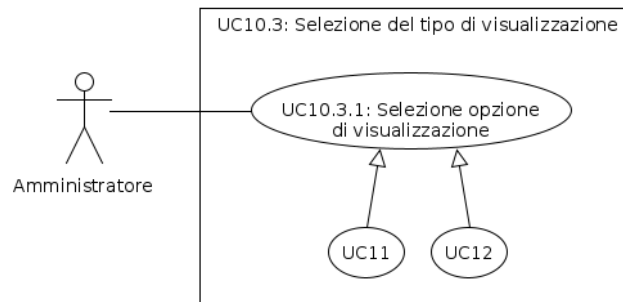 UC10.3: Selezione del tipo di visualizzazione
UC10.3.1: Selezione opzione
di visualizzazione
Amministratore
UC11
UC12